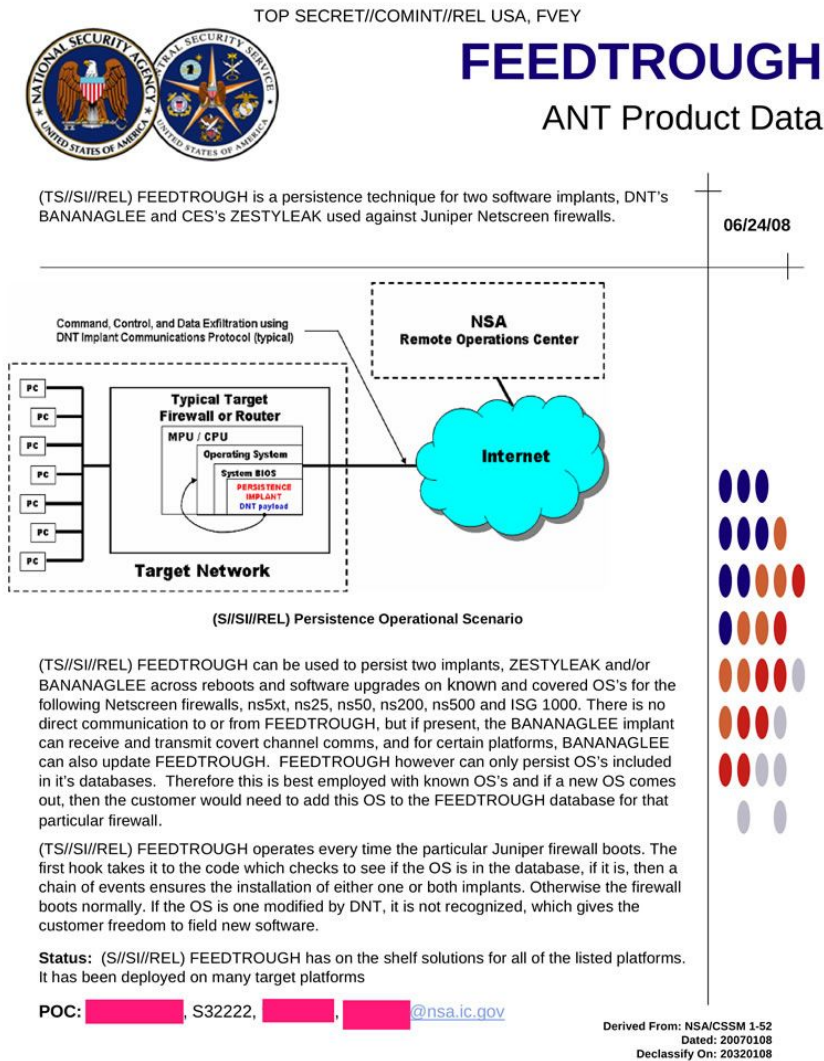 TOP SECRET//COMINT//REL USA, FVEY
NATIONAL SECURITY AGENCY
UNITED STATES OF AMERICA
CENTRAL SECURITY SERVICE
UNITED STATES OF AMERICA
FEEDTROUGH
ANT Product Data
(TS//SI//REL) FEEDTROUGH is a persistence technique for two software implants, DNT's
BANANAGLEE and CES's ZESTYLEAK used against Juniper Netscreen firewalls.
06/24/08
Command, Control, and Data Exfiltration using
DNT Implant Communications Protocol (typical)
NSA
Remote Operations Center
PC
PC
PC
PC
PC
PC
PC
Typical Target
Firewall or Router
MPU / CPU
Operating System
System BIOS
PERSISTENCE
IMPLANT
DNT payload
Internet
Target Network
(S//SI//REL) Persistence Operational Scenario
(TS//SI//REL) FEEDTROUGH can be used to persist two implants, ZESTYLEAK and/or
BANANAGLEE across reboots and software upgrades on known and covered OS's for the
following Netscreen firewalls, ns5xt, ns25, ns50, ns200, ns500 and ISG 1000. There is no
direct communication to or from FEEDTROUGH, but if present, the BANANAGLEE implant
can receive and transmit covert channel comms, and for certain platforms, BANANAGLEE
can also update FEEDTROUGH. FEEDTROUGH however can only persist OS's included
in it's databases. Therefore this is best employed with known OS's and if a new OS comes
out, then the customer would need to add this OS to the FEEDTROUGH database for that
particular firewall.
(TS//SI//REL) FEEDTROUGH operates every time the particular Juniper firewall boots. The
first hook takes it to the code which checks to see if the OS is in the database, if it is, then a
chain of events ensures the installation of either one or both implants. Otherwise the firewall
boots normally. If the OS is one modified by DNT, it is not recognized, which gives the
customer freedom to field new software.
Status: (S//SI//REL) FEEDTROUGH has on the shelf solutions for all of the listed platforms.
It has been deployed on many target platforms
POC: , S32222, , @nsa.ic.gov
Derived From: NSA/CSSM 1-52
Dated: 20070108
Declassify On: 20320108